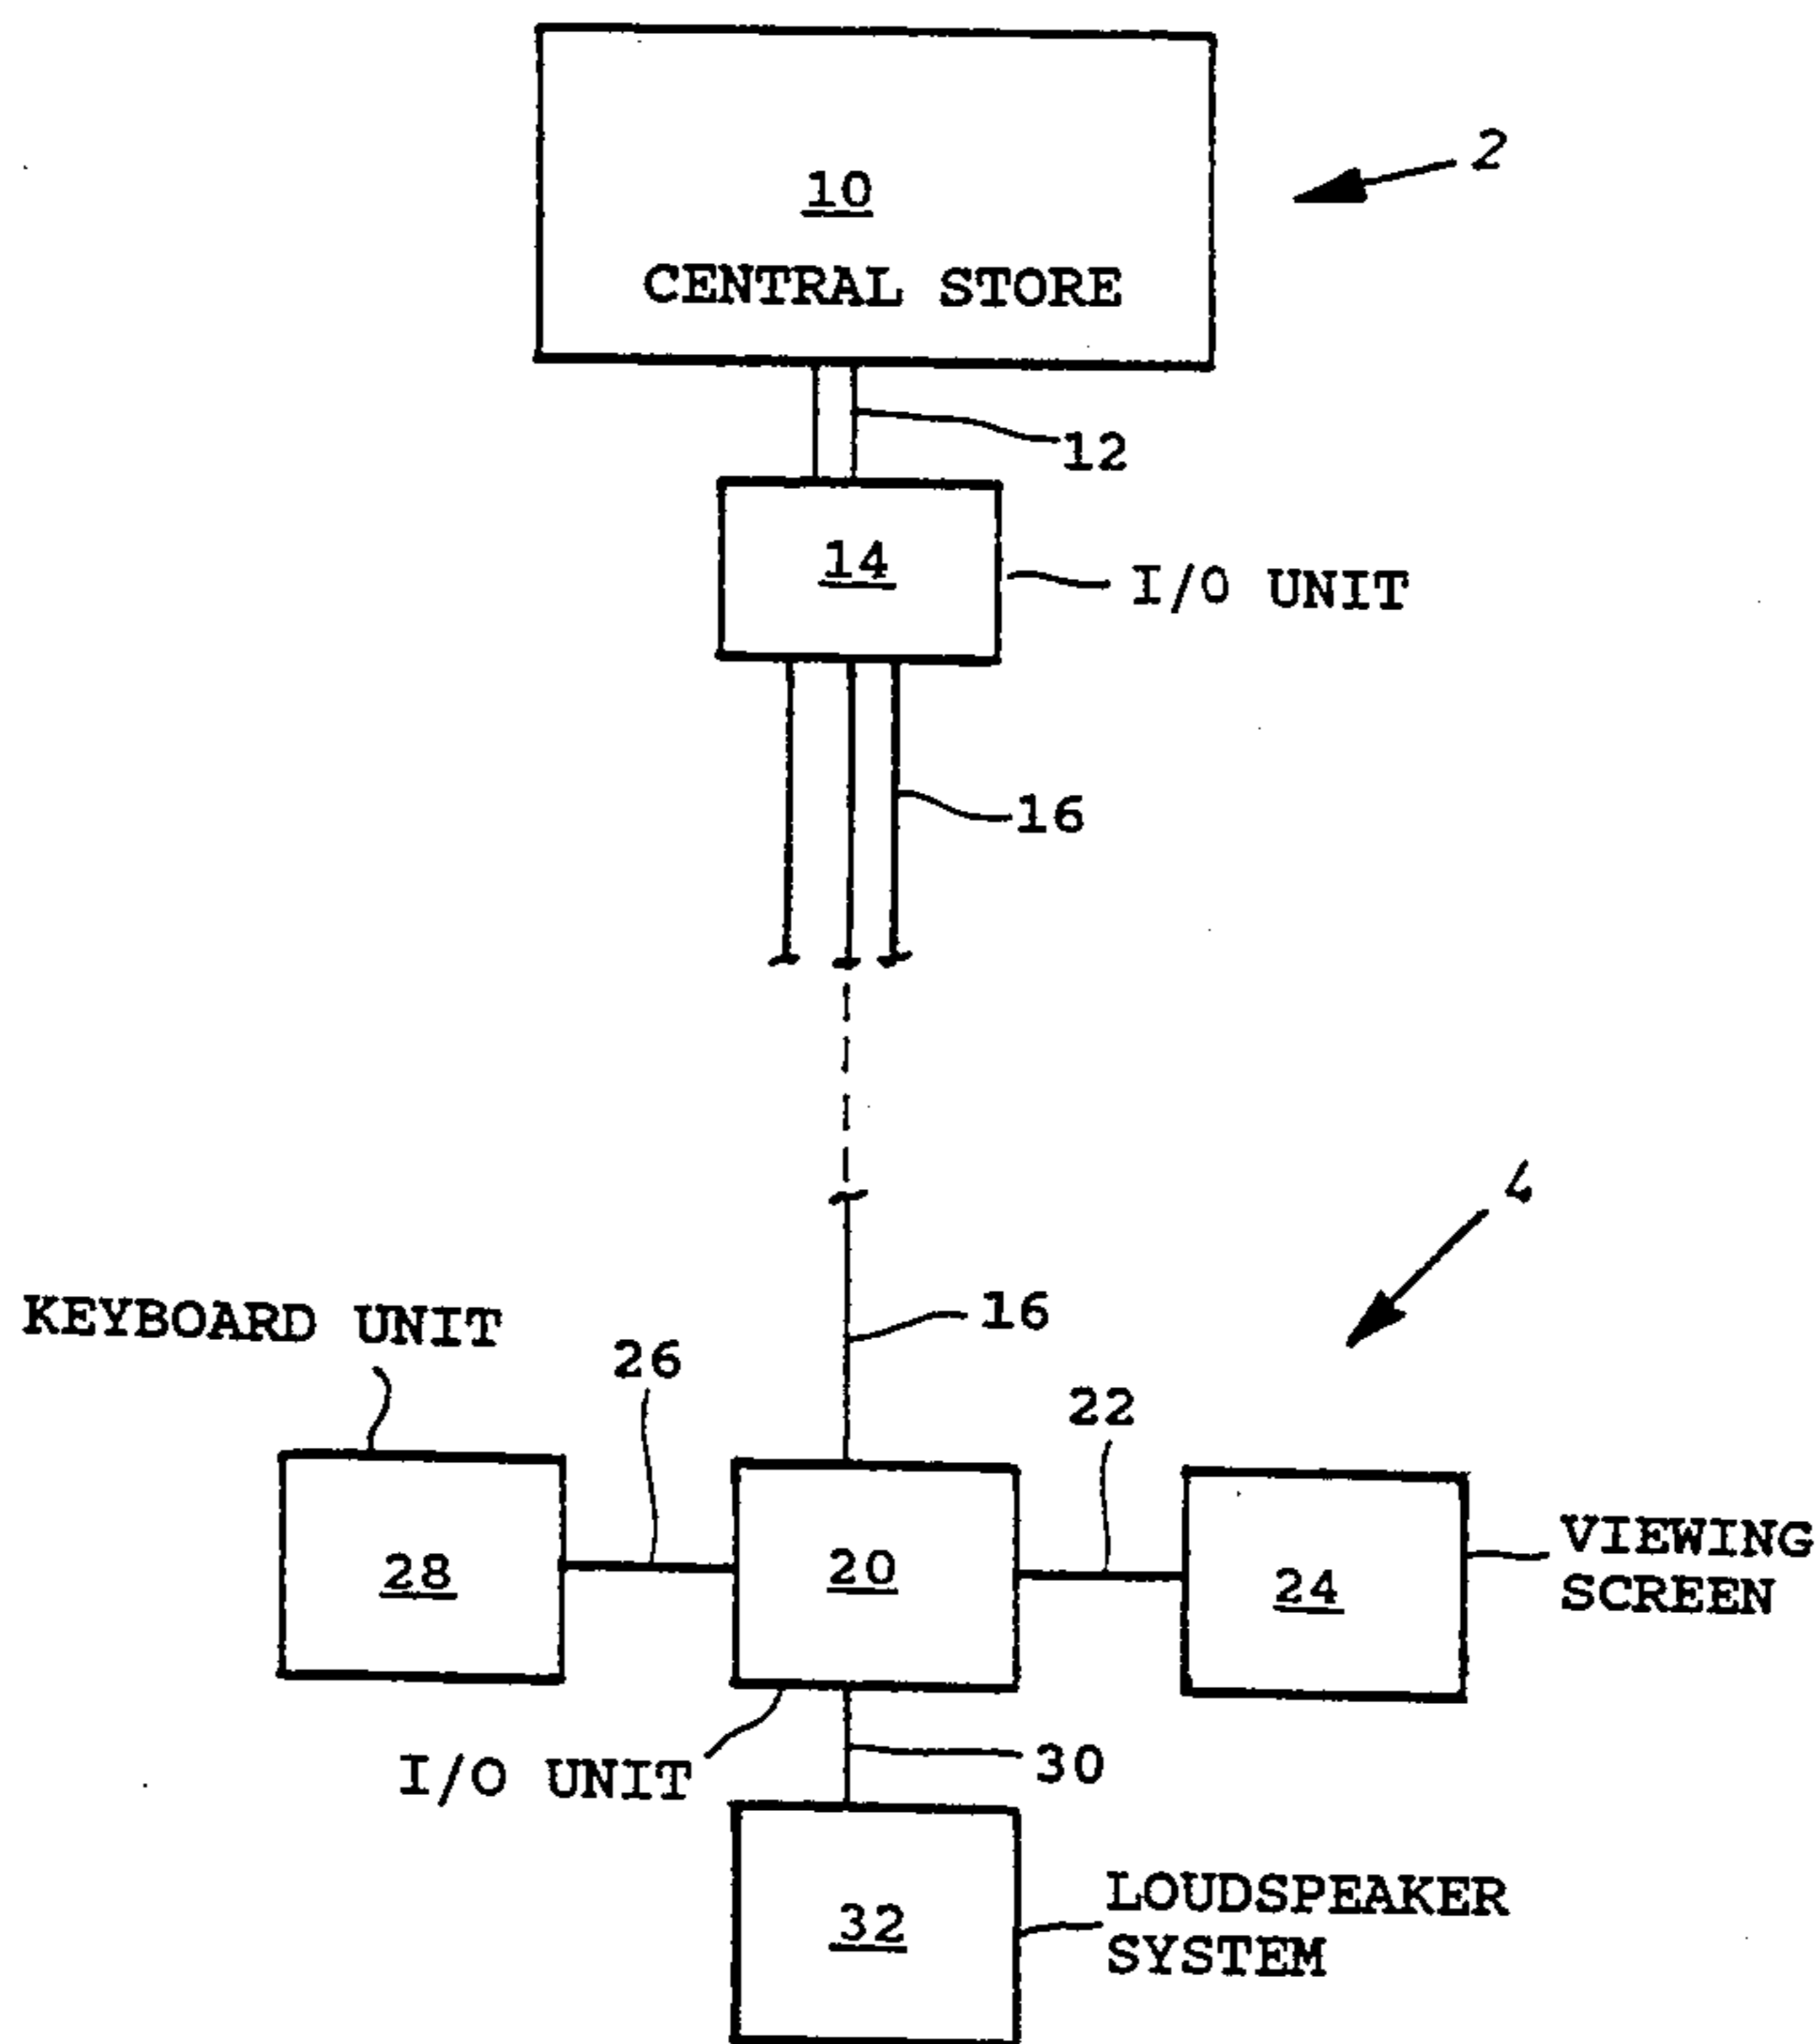 2
10
CENTRAL STORE
12
14
I/O UNIT
16
4
16
KEYBOARD UNIT
26
22
28
20
24
VIEWING
SCREEN
I/O UNIT
30
32
LOUDSPEAKER
SYSTEM